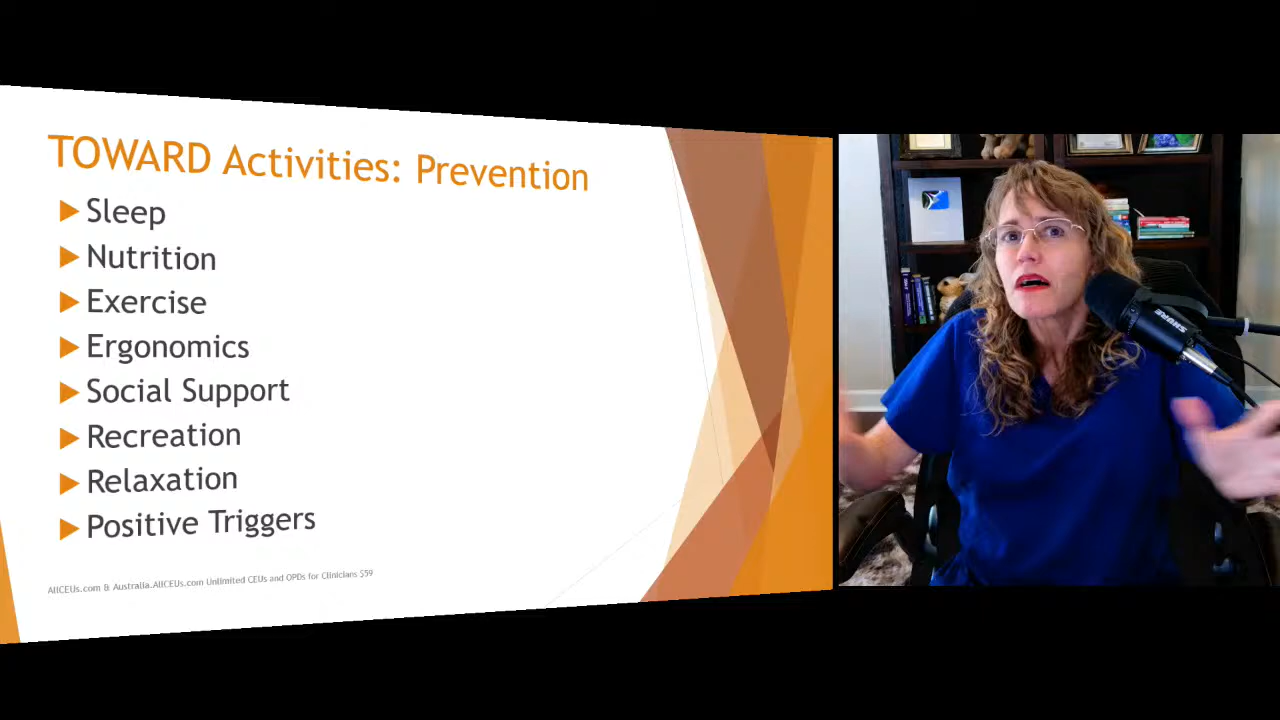 TOWARD Activities: Prevention
Sleep
Nutrition
Exercise
Ergonomics
Social Support
Recreation
Relaxation
Positive Triggers
AllCEUs.com & Australia.AllCEUs.com Unlimited CEUs and OPDs for Clinicians $59
SHURE